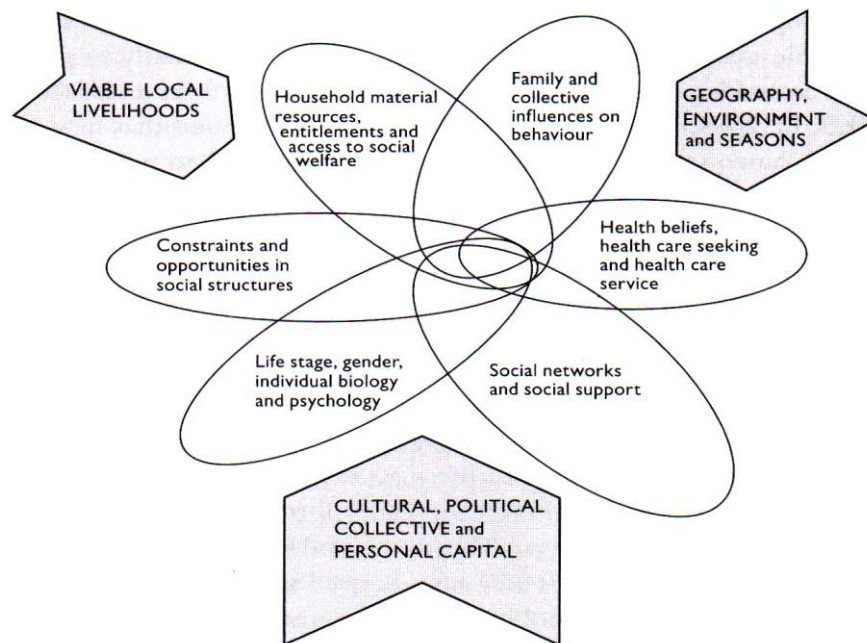 VIABLE LOCAL
LIVELIHOODS
Household material
resources,
entitlements and
access to social
welfare
Family and
collective
influences on
behaviour
GEOGRAPHY,
ENVIRONMENT
and SEASONS
Constraints and
opportunities in
social structures
Health beliefs,
health care seeking
and health care
service
Life stage, gender,
individual biology
and psychology
Social networks
and social support
CULTURAL, POLITICAL
COLLECTIVE and
PERSONAL CAPITAL